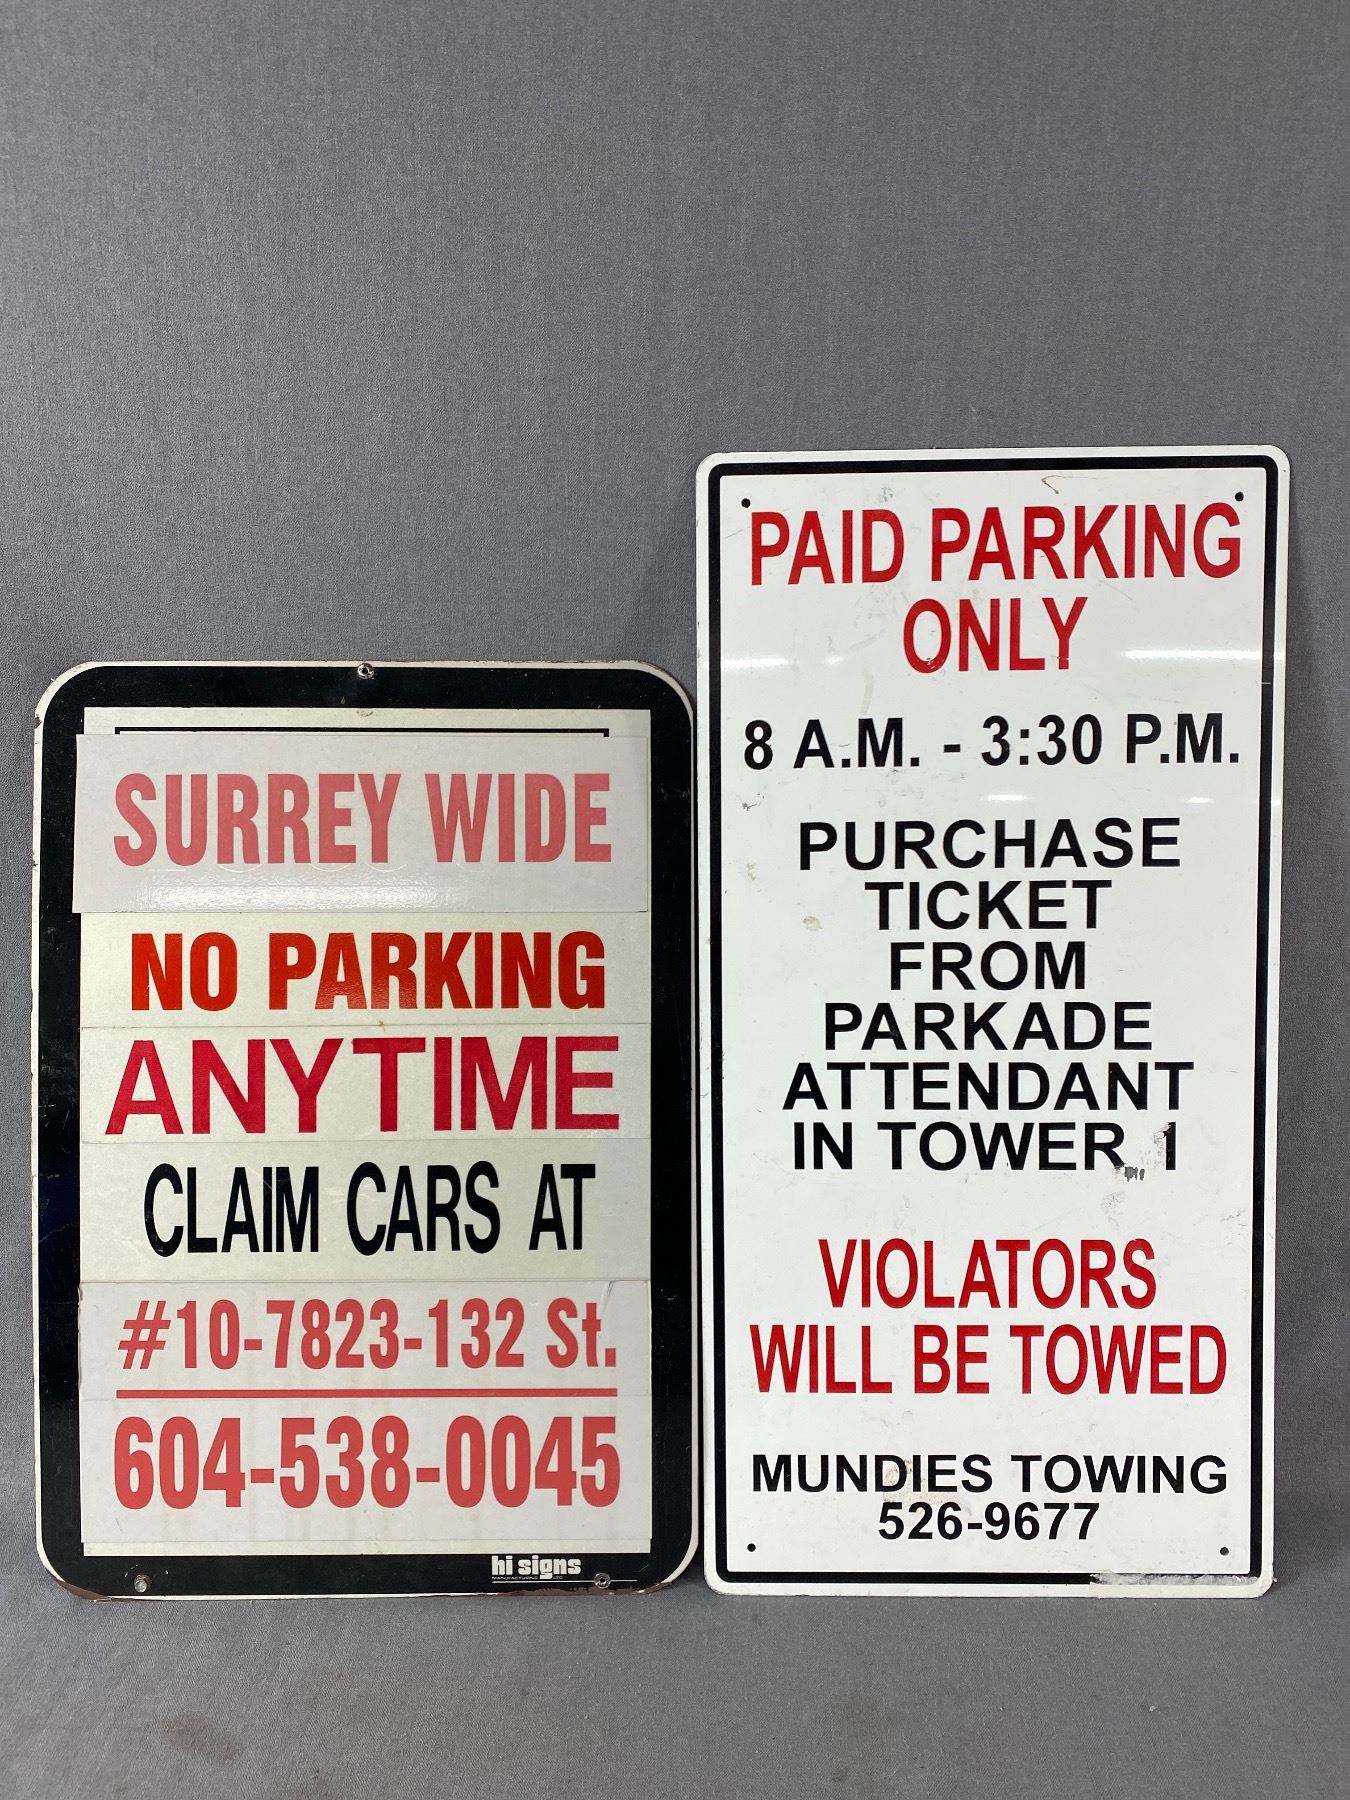 SURREY WIDE
NO PARKING
ANYTIME
CLAIM CARS AT
#10-7823-132 St.
604-538-0045
hi signs
MANUFACTURING LTD
PAID PARKING
ONLY
8 A.M. - 3:30 P.M.
PURCHASE
TICKET
FROM
PARKADE
ATTENDANT
IN TOWER 1
VIOLATORS
WILL BE TOWED
MUNDIES TOWING
526-9677